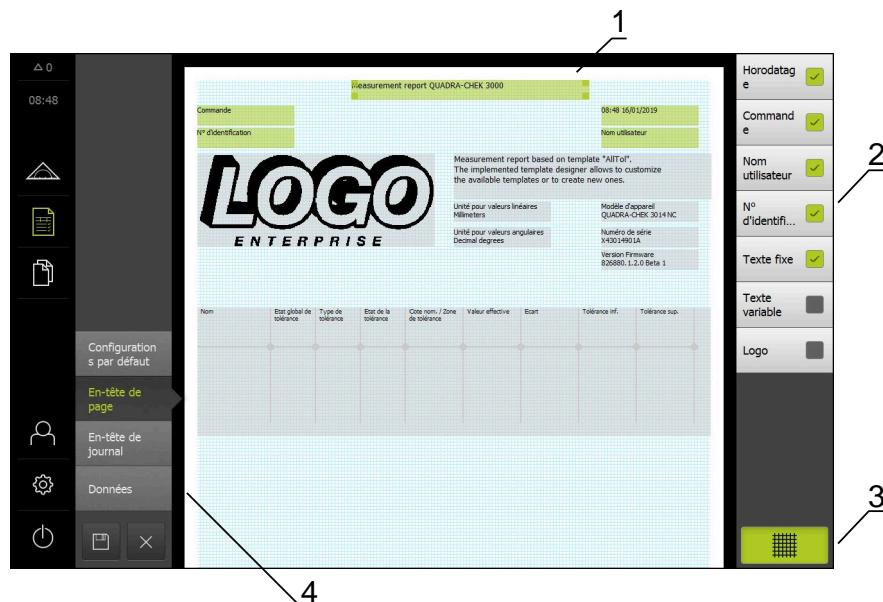 1
0
08:48
Measurement report QUADRA-CHEK 3000
Commande
08:48 16/01/2019
N° d'identification
Nom utilisateur
LOGO
ENTERPRISE
Measurement report based on template "AllTol".
The implemented template designer allows to customize
the available templates or to create new ones.
Unité pour valeurs linéaires
Millimeters
Modèle d'appareil
QUADRA-CHEK 3014 NC
Unité pour valeurs angulaires
Decimal degrees
Numéro de série
X43014901A
Version Firmware
826880.1.2.0 Beta 1
Nom
Etat global de
tolérance
Type de
tolérance
Etat de la
tolérance
Cote nom. / Zone
de tolérance
Valeur effective
Ecart
Tolérance inf.
Tolérance sup.
Configuration
s par défaut
En-tête de
page
En-tête de
journal
Données
Horodatag
e
Command
e
Nom
utilisateur
N°
d'identifi...
Texte fixe
Texte
variable
Logo
2
3
4